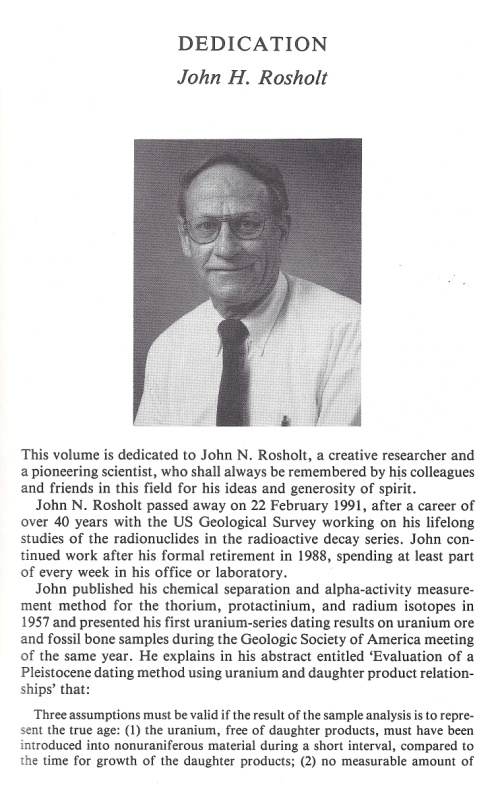 DEDICATION
John H. Rosholt
This volume is dedicated to John N. Rosholt, a creative researcher and
a pioneering scientist, who shall always be remembered by his colleagues
and friends in this field for his ideas and generosity of spirit.
John N. Rosholt passed away on 22 February 1991, after a career of
over 40 years with the US Geological Survey working on his lifelong
studies of the radionuclides in the radioactive decay series. John con-
tinued work after his formal retirement in 1988, spending at least part
of every week in his office or laboratory.
John published his chemical separation and alpha-activity measure-
ment method for the thorium, protactinium, and radium isotopes in
1957 and presented his first uranium-series dating results on uranium ore
and fossil bone samples during the Geologic Society of America meeting
of the same year. He explains in his abstract entitled ‘Evaluation of a
Pleistocene dating method using uranium and daughter product relation-
ships’ that:
Three assumptions must be valid if the result of the sample analysis is to repre-
sent the true age: (1) the uranium, free of daughter products, must have been
introduced into nonuraniferous material during a short interval, compared to
the time for growth of the daughter products; (2) no measurable amount of